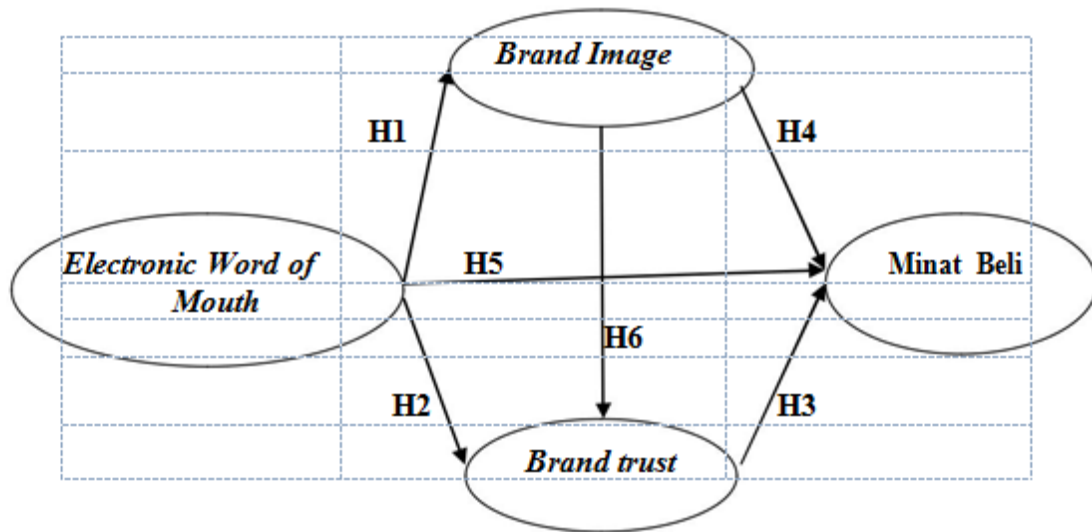 Brand Image
H1
H4
Electronic Word of
Mouth
H5
Minat Beli
H6
H2
H3
Brand trust